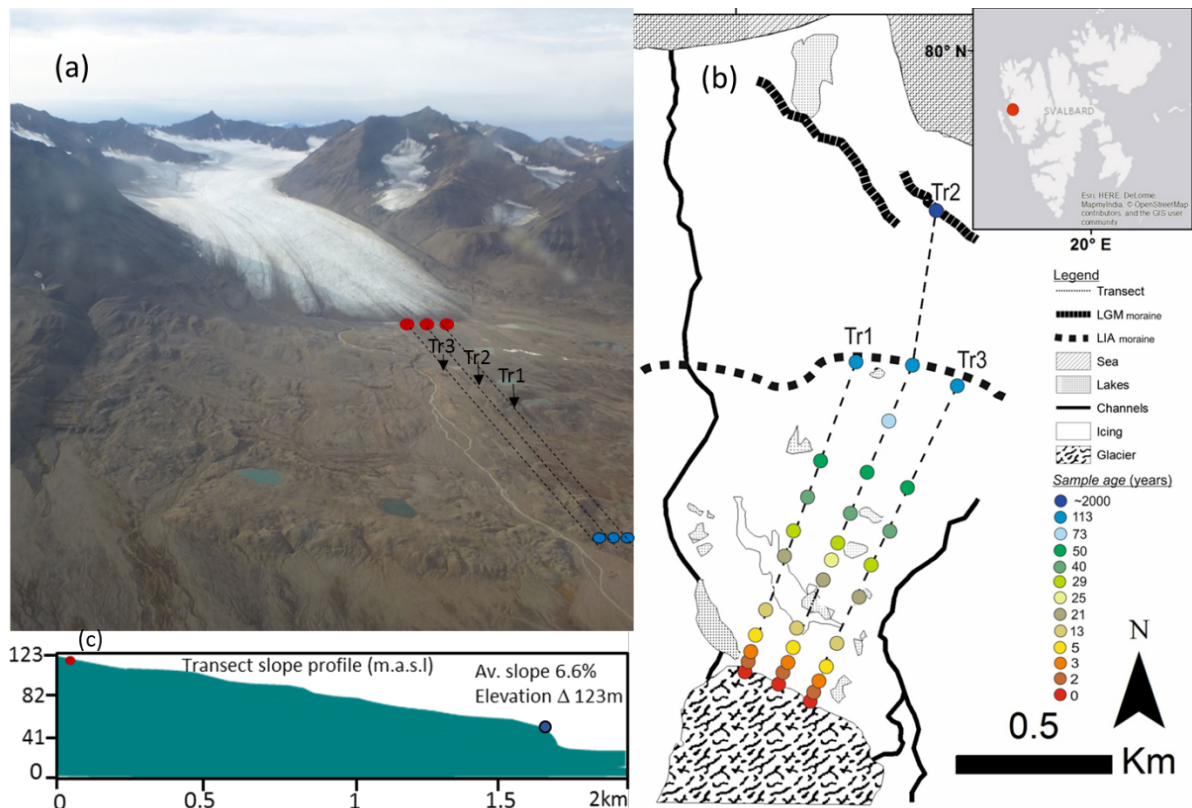 (a)
Tr3
Tr2
Tr1
(b)
80° N
SVALBARD
Esri, HERE, DeLorme,
MapmyIndia, © OpenStreetMap
contributors, and the GIS user
community
20° E
Tr2
Tr1
Tr3
Legend
Transect
LGM moraine
LIA moraine
Sea
Lakes
Channels
Icing
Glacier
Sample age (years)
~2000
113
73
50
40
29
25
21
13
5
3
2
0
N
0.5
Km
(c)
Transect slope profile (m.a.s.l)
Av. slope 6.6%
Elevation Δ 123m
123
82
41
0
0
0.5
1
1.5
2km